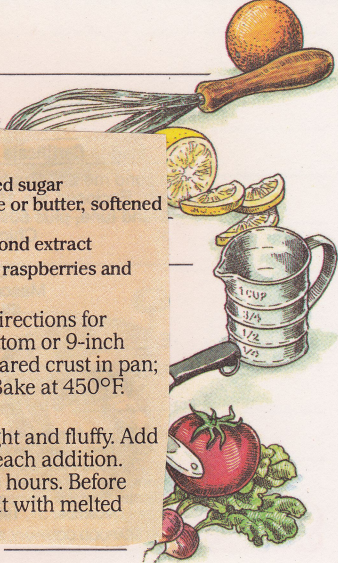 ed sugar
e or butter, softened
ond extract
raspberries and
irections for
tom or 9-inch
ared crust in pan;
Bake at 450°F.
ght and fluffy. Add
each addition.
hours. Before
t with melted
1 CUP
3/4
1/2
1/4